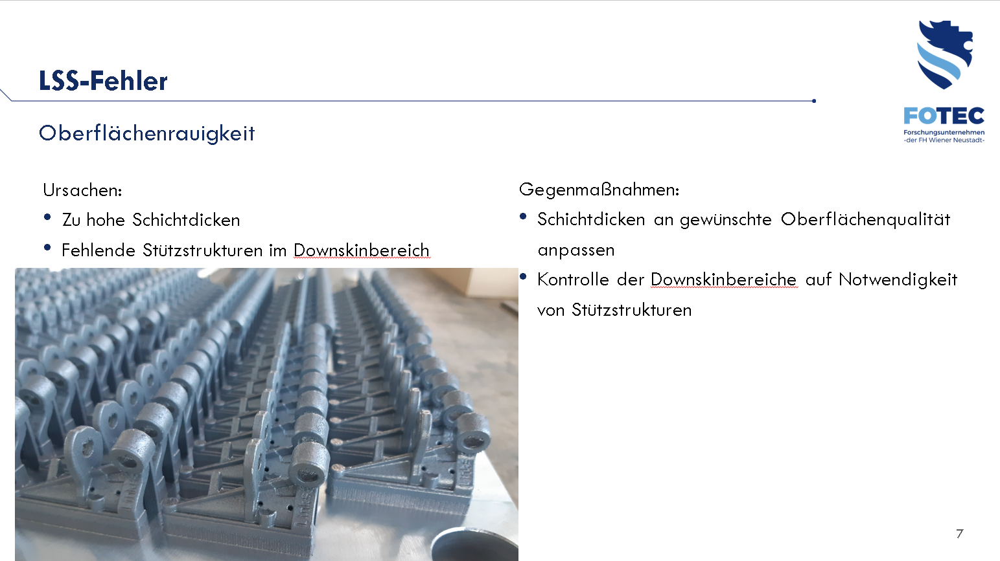 LSS-Fehler
FOTEC
Forschungsunternehmen
-der FH Wiener Neustadt-
Oberflächenrauigkeit
Ursachen:
• Zu hohe Schichtdicken
• Fehlende Stützstrukturen im Downskinbereich
Gegenmaßnahmen:
• Schichtdicken an gewünschte Oberflächenqualität
anpassen
• Kontrolle der Downskinbereiche auf Notwendigkeit
von Stützstrukturen
Links
7